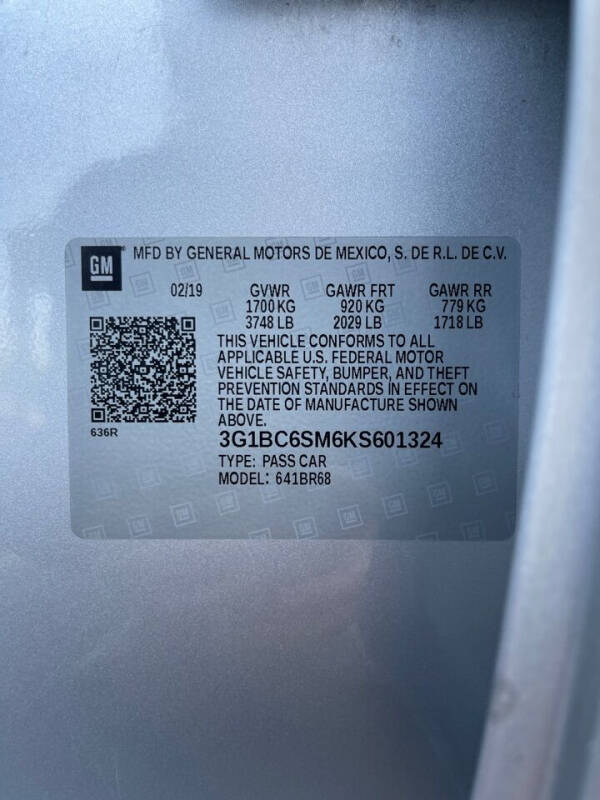 GM MFD BY GENERAL MOTORS DE MEXICO, S. DE R.L. DE C.V.
02/19 GVWR GAWR FRT GAWR RR
1700 KG 920 KG 779 KG
3748 LB 2029 LB 1718 LB
THIS VEHICLE CONFORMS TO ALL
APPLICABLE U.S. FEDERAL MOTOR
VEHICLE SAFETY, BUMPER, AND THEFT
PREVENTION STANDARDS IN EFFECT ON
THE DATE OF MANUFACTURE SHOWN
ABOVE.
636R
3G1BC6SM6KS601324
TYPE: PASS CAR
MODEL: 641BR68